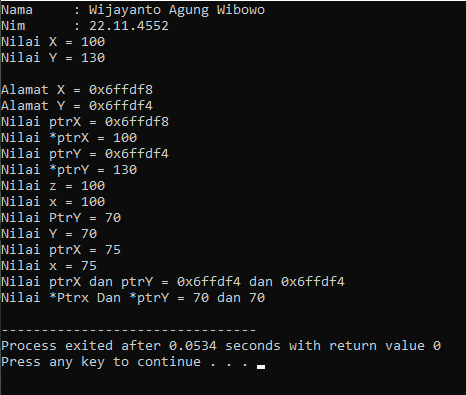 Nama     : Wijayanto Agung Wibowo
Nim      : 22.11.4552
Nilai X = 100
Nilai Y = 130
Alamat X = 0x6ffdf8
Alamat Y = 0x6ffdf4
Nilai ptrX = 0x6ffdf8
Nilai *ptrX = 100
Nilai ptrY = 0x6ffdf4
Nilai *ptrY = 130
Nilai z = 100
Nilai x = 100
Nilai PtrY = 70
Nilai Y = 70
Nilai ptrX = 75
Nilai x = 75
Nilai ptrX dan ptrY = 0x6ffdf4 dan 0x6ffdf4
Nilai *Ptrx Dan *ptrY = 70 dan 70
--------------------------------
Process exited after 0.0534 seconds with return value 0
Press any key to continue . . .